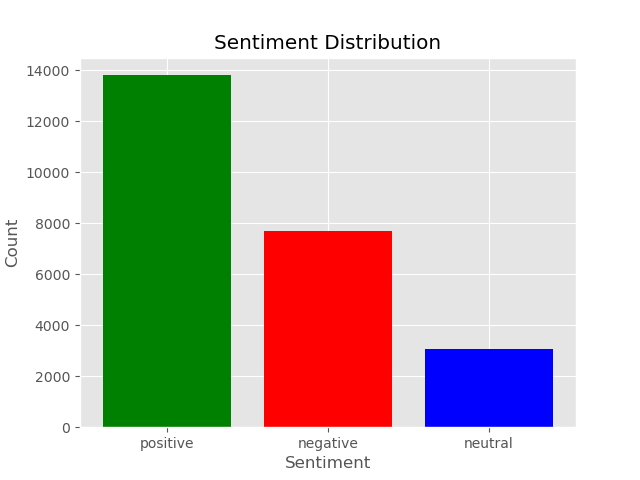 Sentiment Distribution
14000
12000
10000
8000
6000
4000
2000
0
Count
positive negative neutral
Sentiment